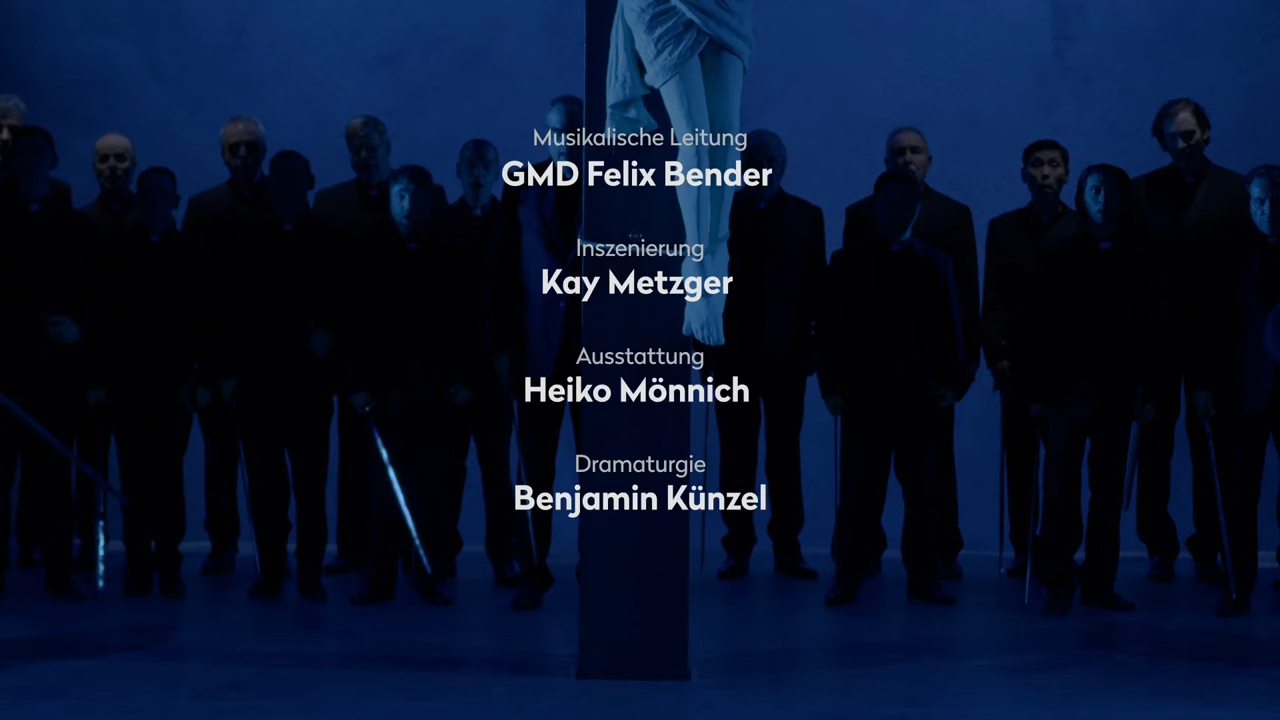 Musikalische Leitung
GMD Felix Bender
Inszenierung
Kay Metzger
Ausstattung
Heiko Mönnich
Dramaturgie
Benjamin Künzel